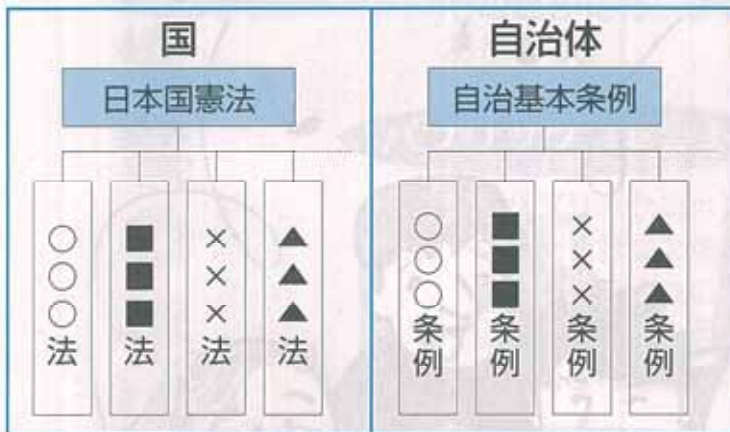 国
日本国憲法
○○○法
■■■法
×××法
▲▲▲法
自治体
自治基本条例
○○○条例
■■■条例
×××条例
▲▲▲条例